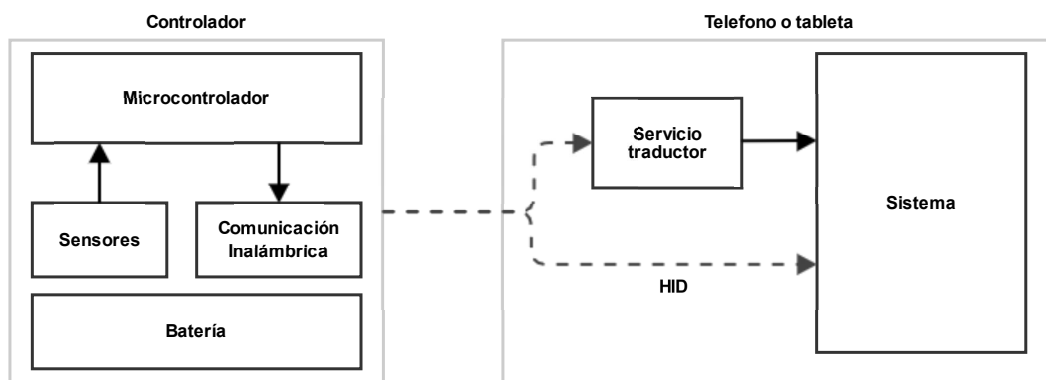 Controlador
Telefono o tableta
Microcontrolador
Servicio
traductor
Sensores
Comunicación
Inalámbrica
Sistema
HID
Batería